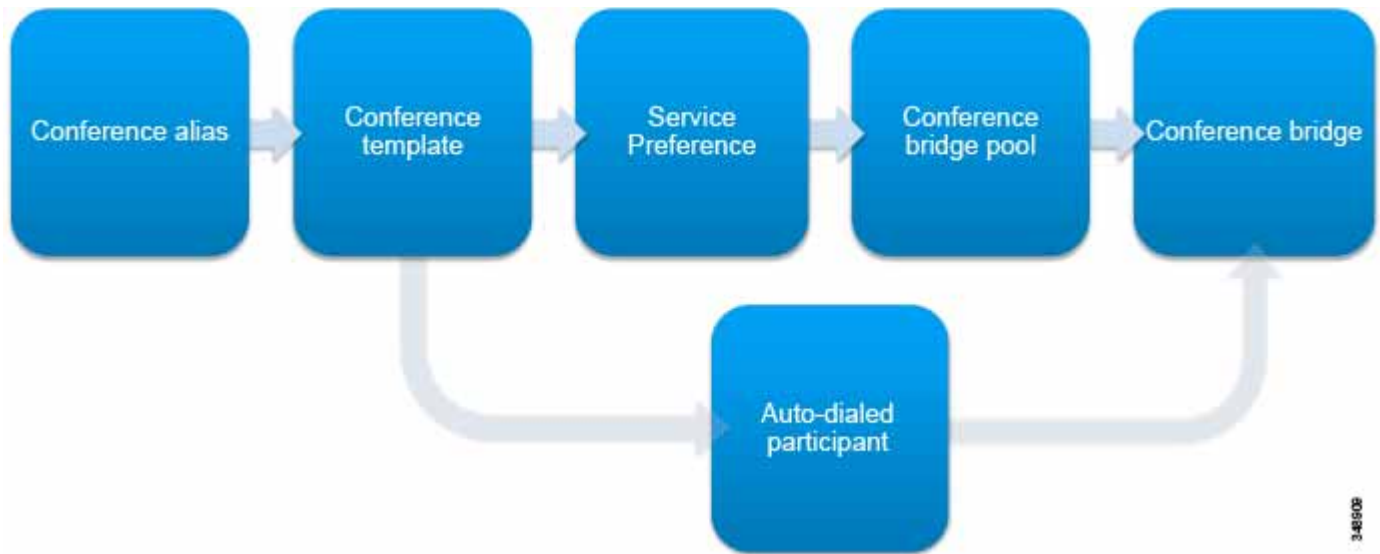 Conference alias
Conference
template
Service
Preference
Conference
bridge pool
Conference bridge
Auto-dialed
participant
348909